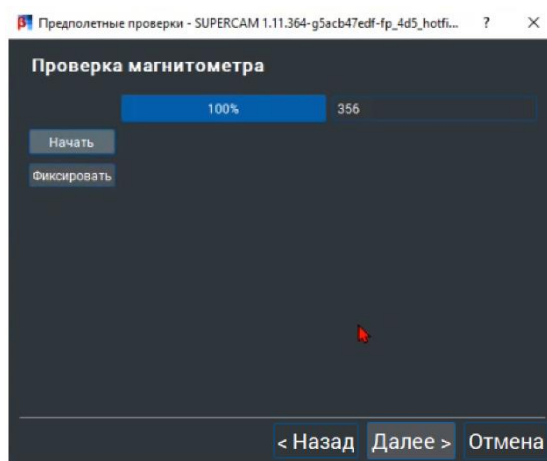 Предполетные проверки - SUPERCAM 1.11.364-g5acb47edf-fp_4d5_hotfi... ? ×
Проверка магнитометра
100% 356
Начать
Фиксировать
< Назад Далее > Отмена